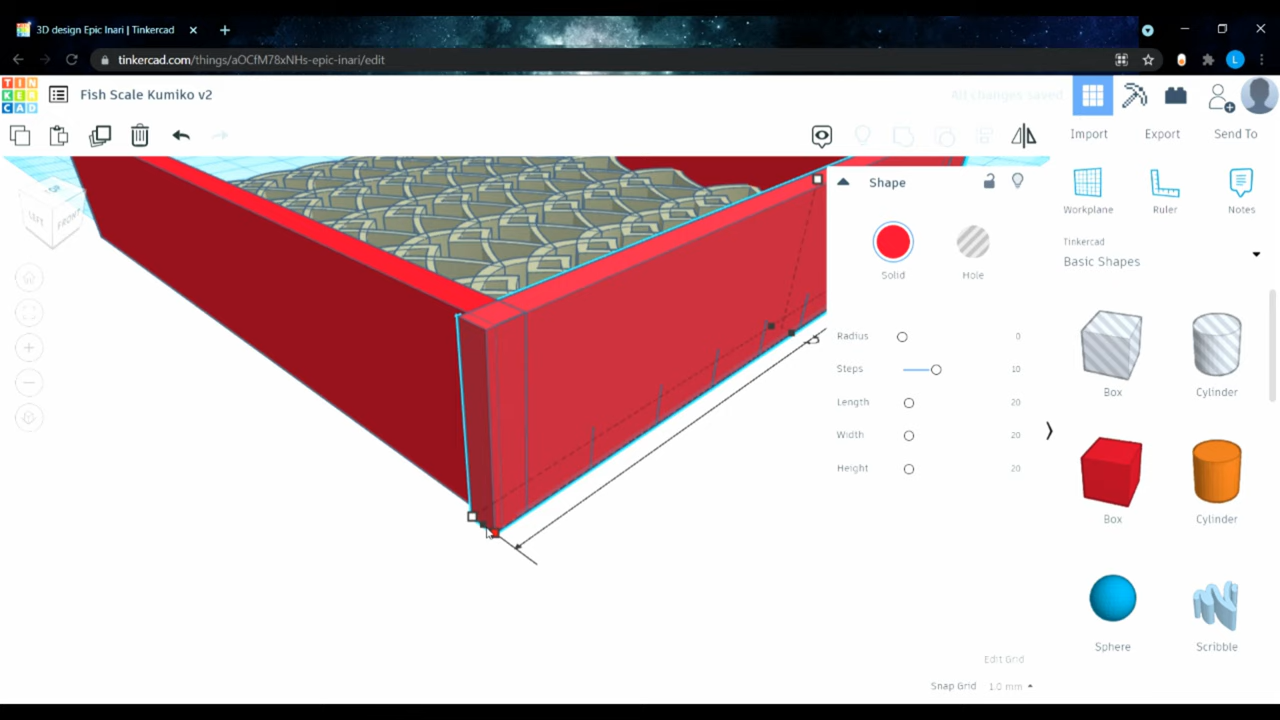 3D design Epic Inari | Tinkercad
tinkercad.com/things/aOCfM78xNHs-epic-inari/edit
L
TIN
KER
CAD
Fish Scale Kumiko v2
All changes saved
Import
Export
Send To
LEFT
FRONT
Shape
Solid
Hole
Radius 0
Steps 10
Length 20
Width 20
Height 20
Workplane
Ruler
Notes
Tinkercad
Basic Shapes
Box
Cylinder
Box
Cylinder
Sphere
Scribble
Edit Grid
Snap Grid 1.0 mm